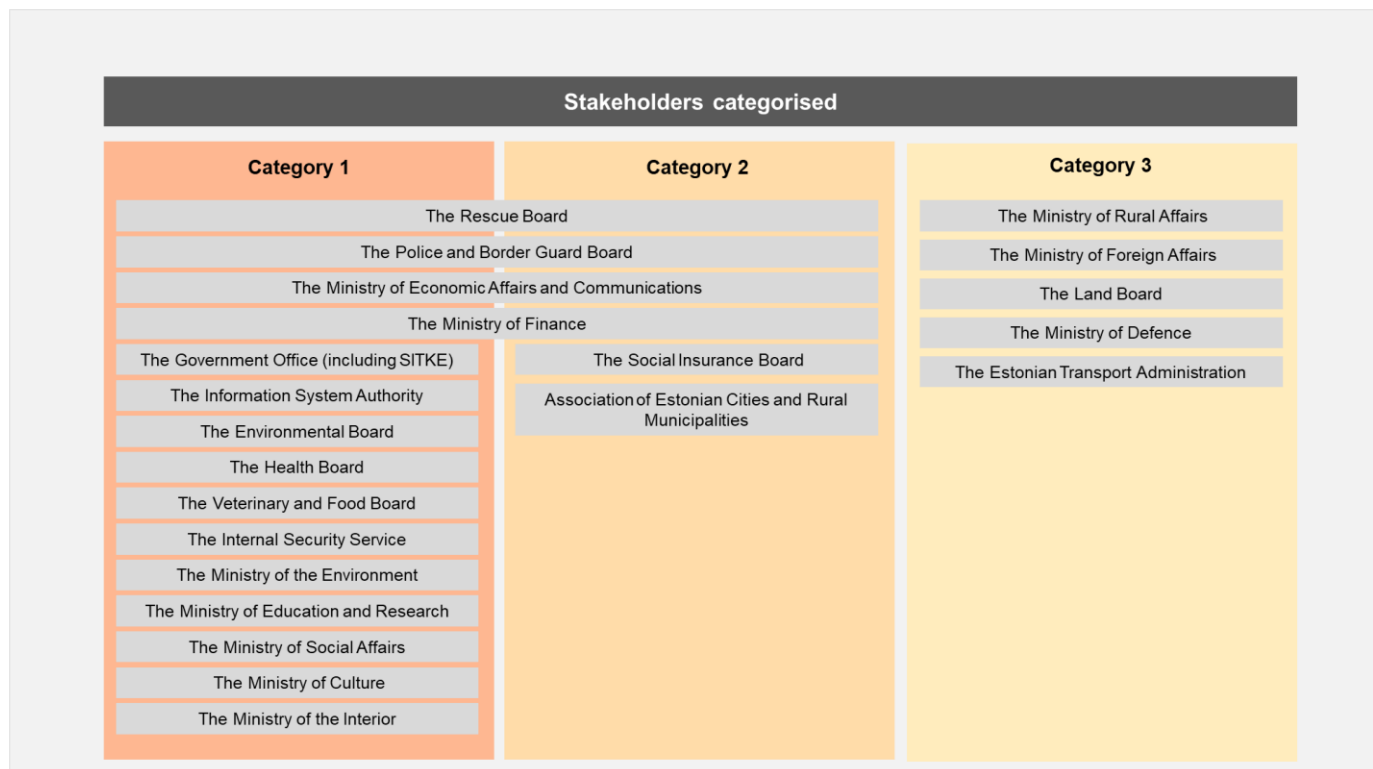 Stakeholders categorised
Category 1
Category 2
Category 3
The Rescue Board
The Police and Border Guard Board
The Ministry of Economic Affairs and Communications
The Ministry of Finance
The Government Office (including SITKE)
The Information System Authority
The Environmental Board
The Health Board
The Veterinary and Food Board
The Internal Security Service
The Ministry of the Environment
The Ministry of Education and Research
The Ministry of Social Affairs
The Ministry of Culture
The Ministry of the Interior
The Social Insurance Board
Association of Estonian Cities and Rural
Municipalities
The Ministry of Rural Affairs
The Ministry of Foreign Affairs
The Land Board
The Ministry of Defence
The Estonian Transport Administration